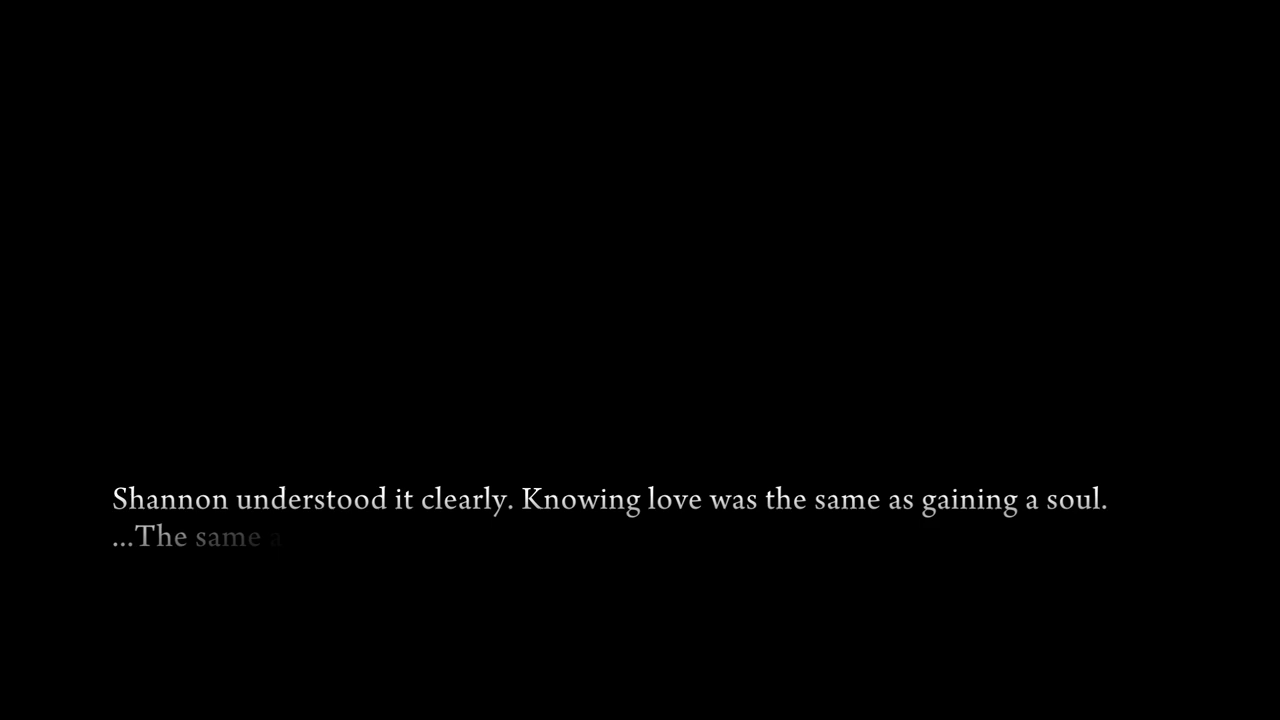 Shannon understood it clearly. Knowing love was the same as gaining a soul.
...The same a